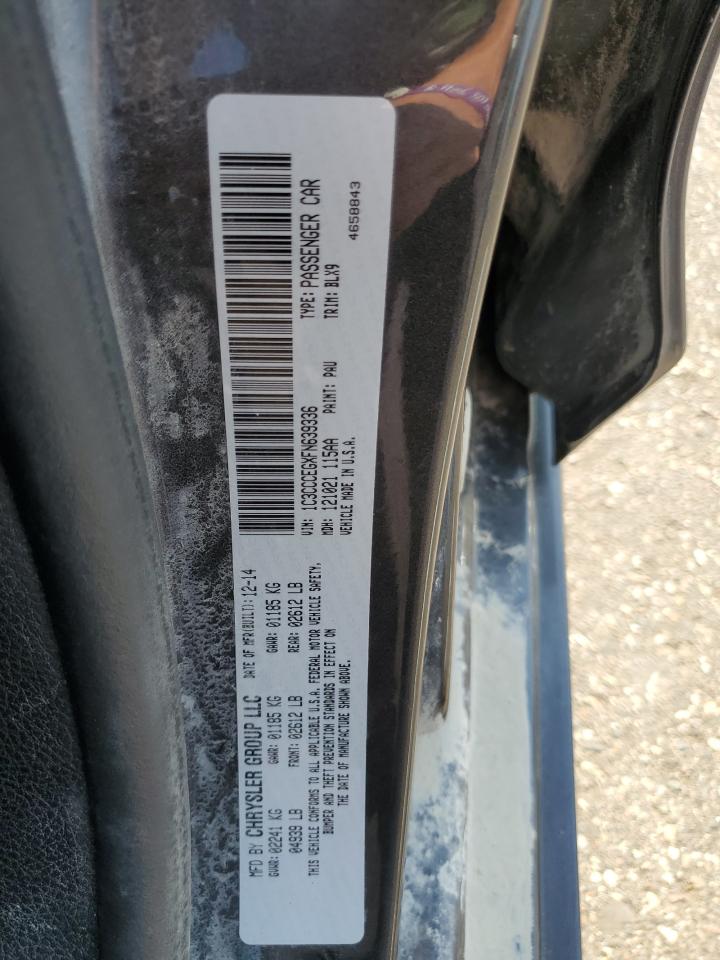 MFD BY CHRYSLER GROUP LLC DATE OF MFR(BUILT): 12-14
GVWR: 02241 KG GAWR: 01185 KG GAWR: 01185 KG
04939 LB FRONT: 02612 LB REAR: 02612 LB
THIS VEHICLE CONFORMS TO ALL APPLICABLE U.S.A. FEDERAL MOTOR VEHICLE SAFETY,
BUMPER AND THEFT PREVENTION STANDARDS IN EFFECT ON
THE DATE OF MANUFACTURE SHOWN ABOVE.
VIN: 1C3CCCEGXFN639336 TYPE: PASSENGER CAR
MDH: 121021 115AA PAINT: PAU TRIM: BLX9
VEHICLE MADE IN U.S.A.
4658843